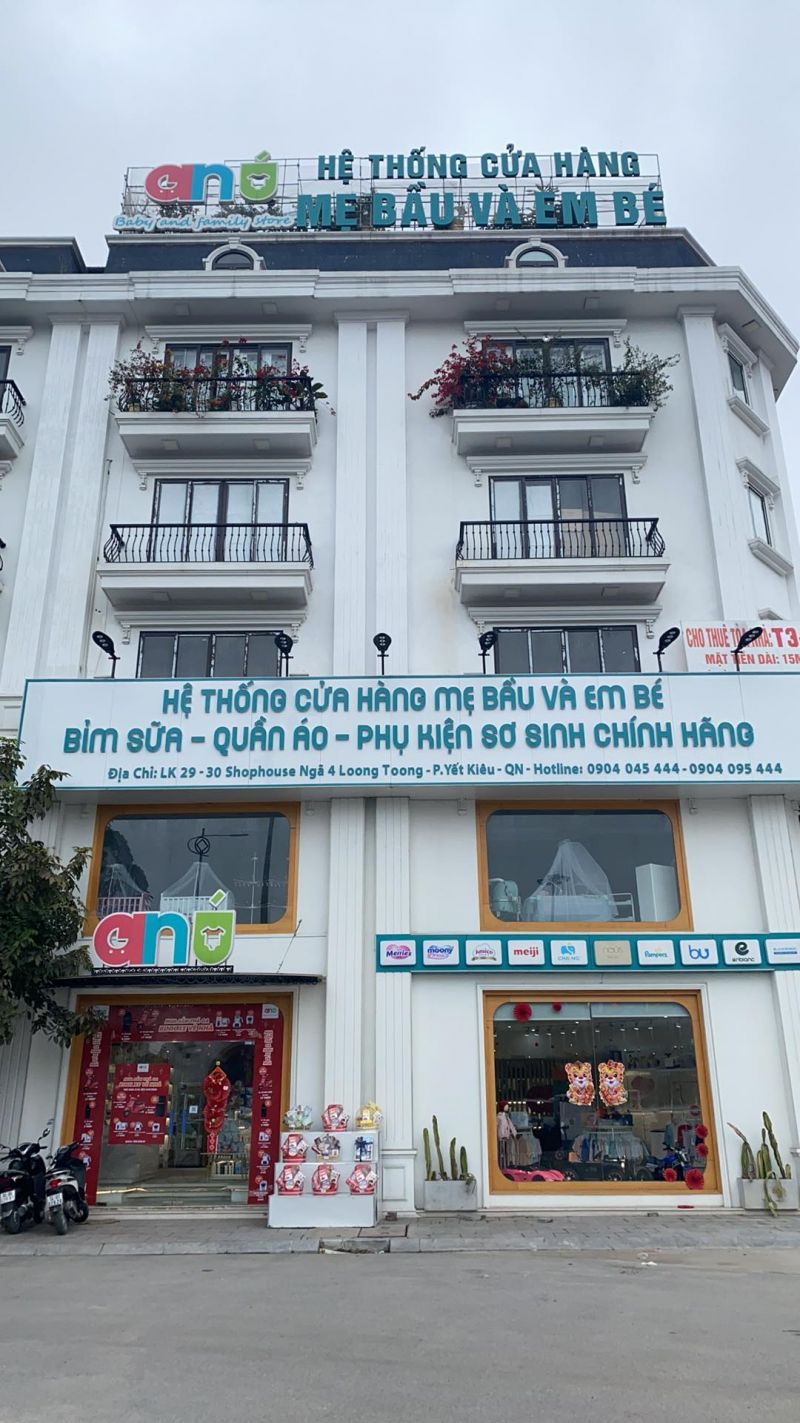 anú
Baby and family store
HỆ THỐNG CỬA HÀNG
MẸ BẦU VÀ EM BÉ
CHO THUÊ TOÀ NHÀ: T3
MẶT TIỀN DÀI: 15M
HỆ THỐNG CỬA HÀNG MẸ BẦU VÀ EM BÉ
BỈM SỮA - QUẦN ÁO - PHỤ KIỆN SƠ SINH CHÍNH HÃNG
Địa Chỉ: LK 29 - 30 Shophouse Ngã 4 Loong Toong - P.Yết Kiêu - QN - Hotline: 0904 045 444 - 0904 095 444
anú
Merries
moony
meiji
Pampers
bu